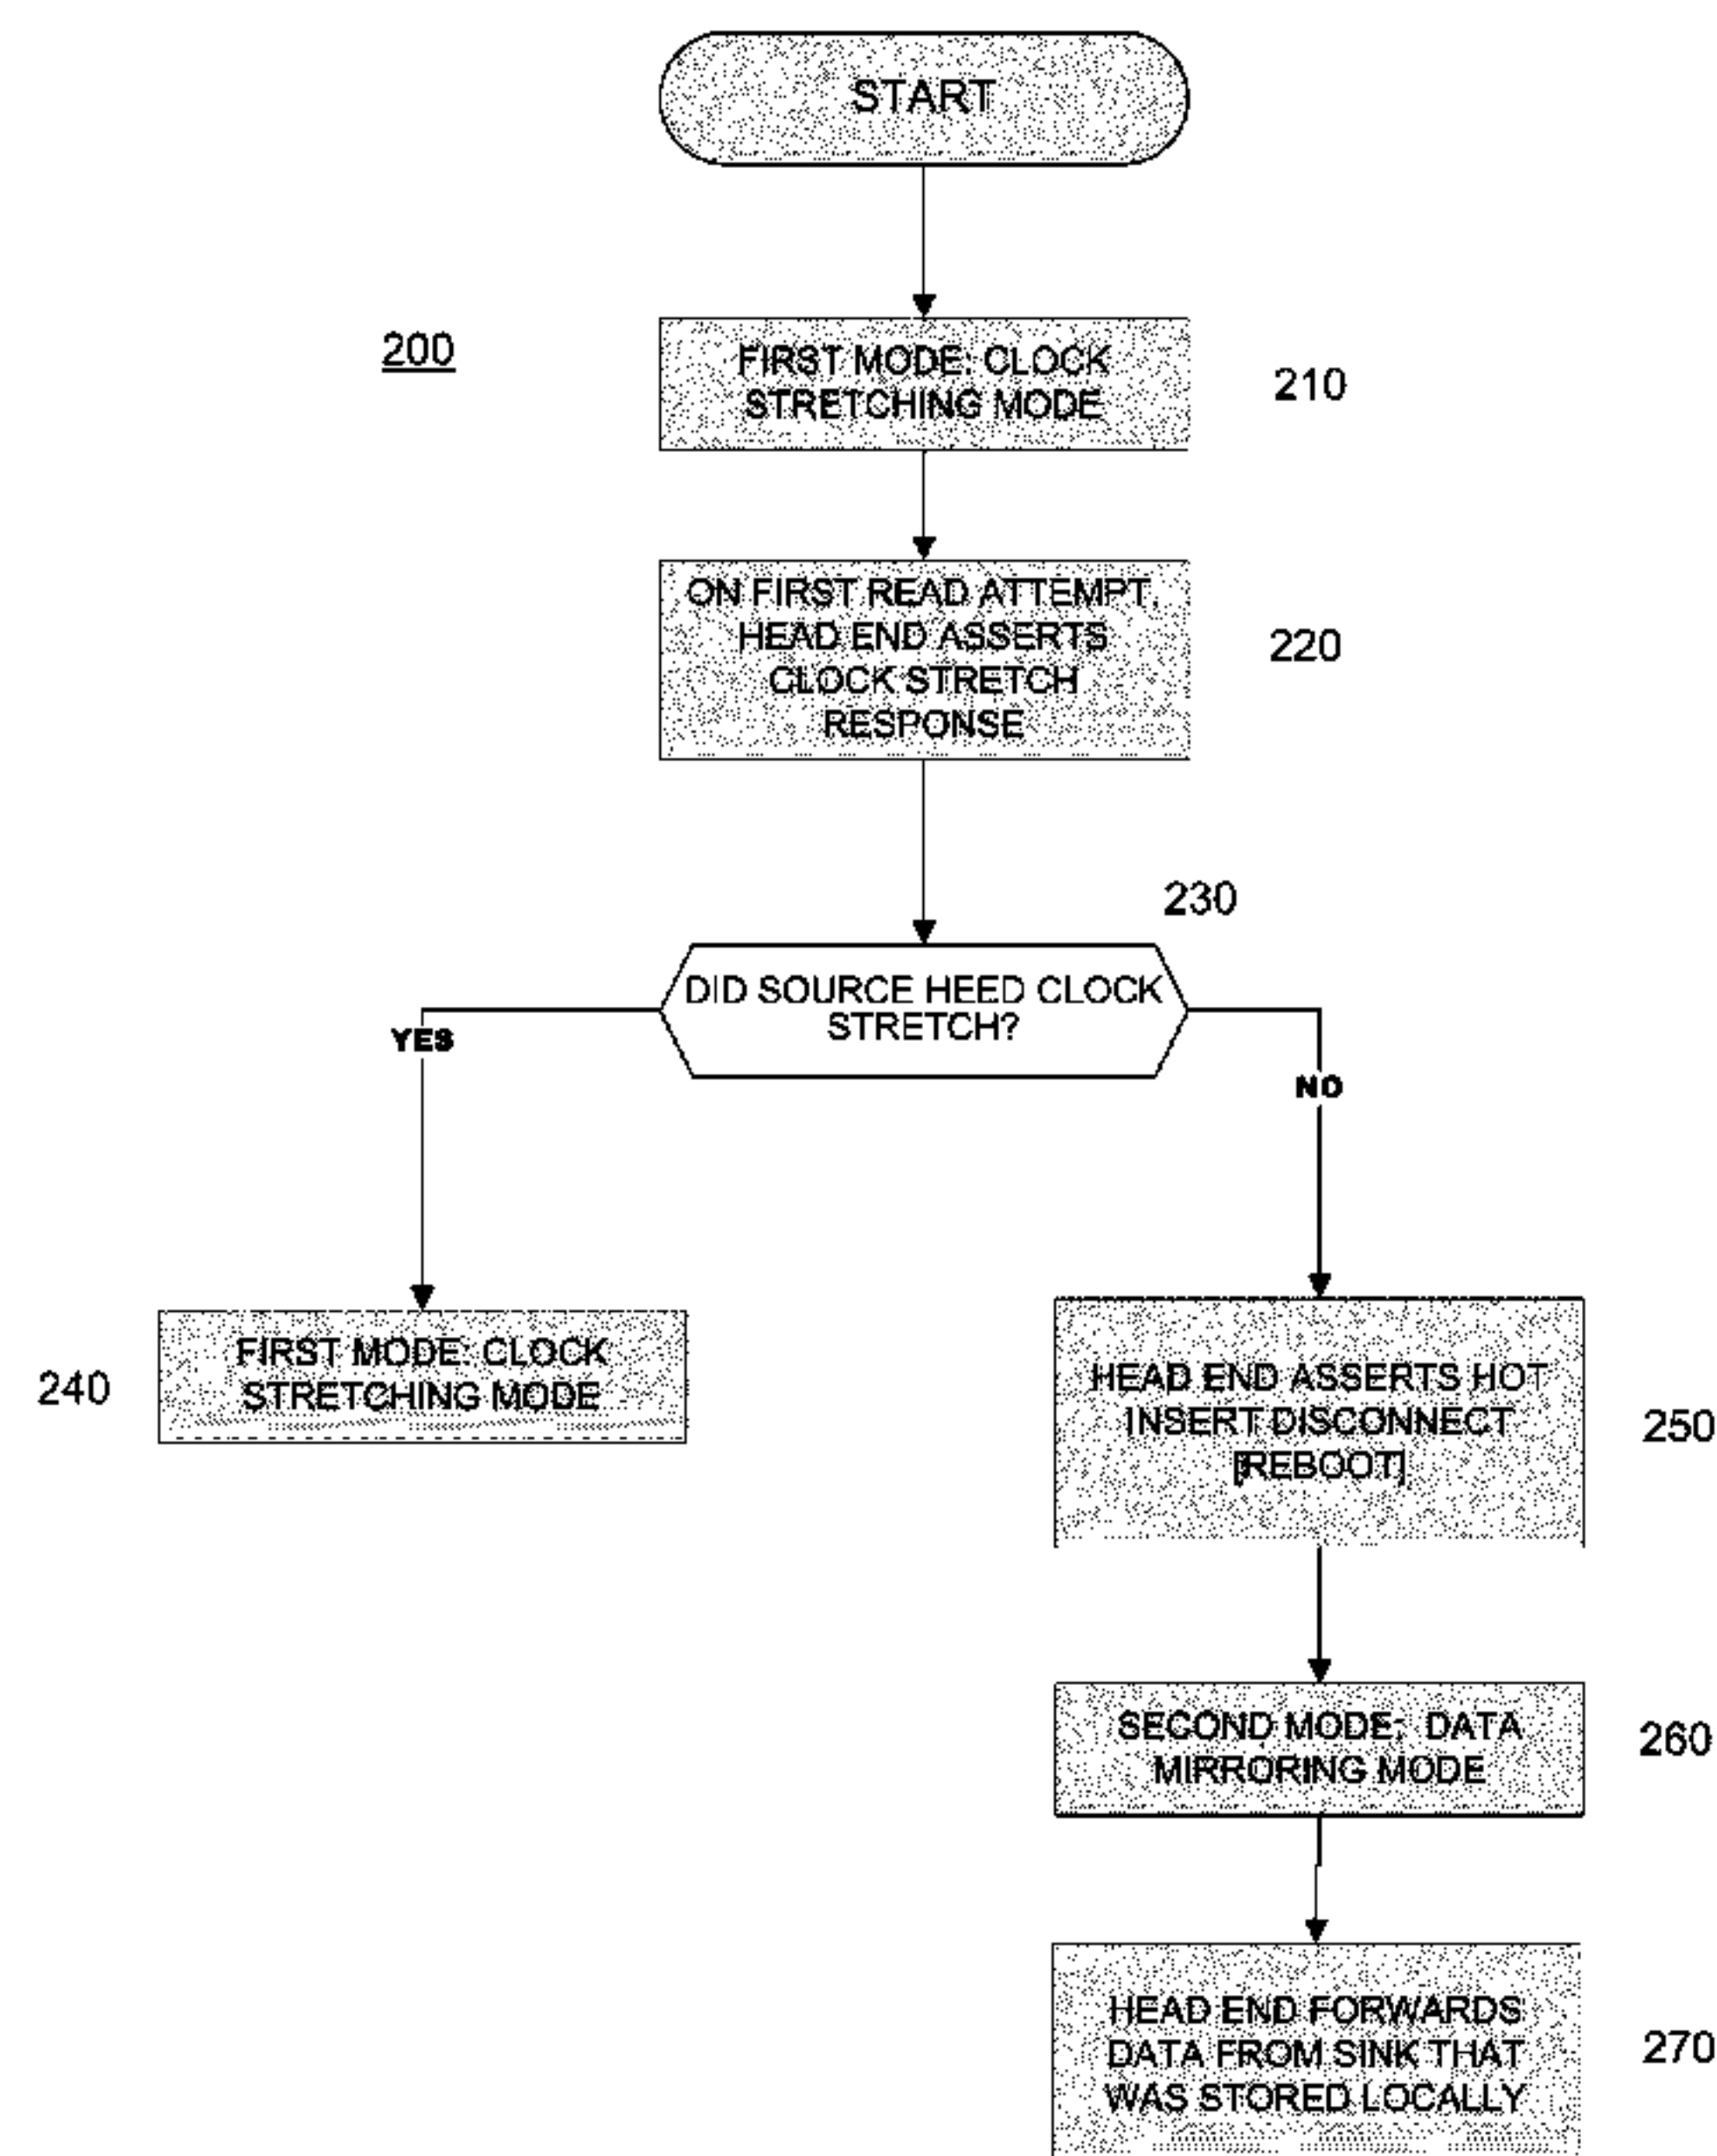 START
200
FIRST MODE: CLOCK
STRETCHING MODE
210
ON FIRST READ ATTEMPT,
HEAD END ASSERTS
CLOCK STRETCH
RESPONSE
220
230
DID SOURCE HEED CLOCK
STRETCH?
YES
NO
240
FIRST MODE: CLOCK
STRETCHING MODE
HEAD END ASSERTS HOT
INSERT DISCONNECT
[REBOOT]
250
SECOND MODE: DATA
MIRRORING MODE
260
HEAD END FORWARDS
DATA FROM SINK THAT
WAS STORED LOCALLY
270